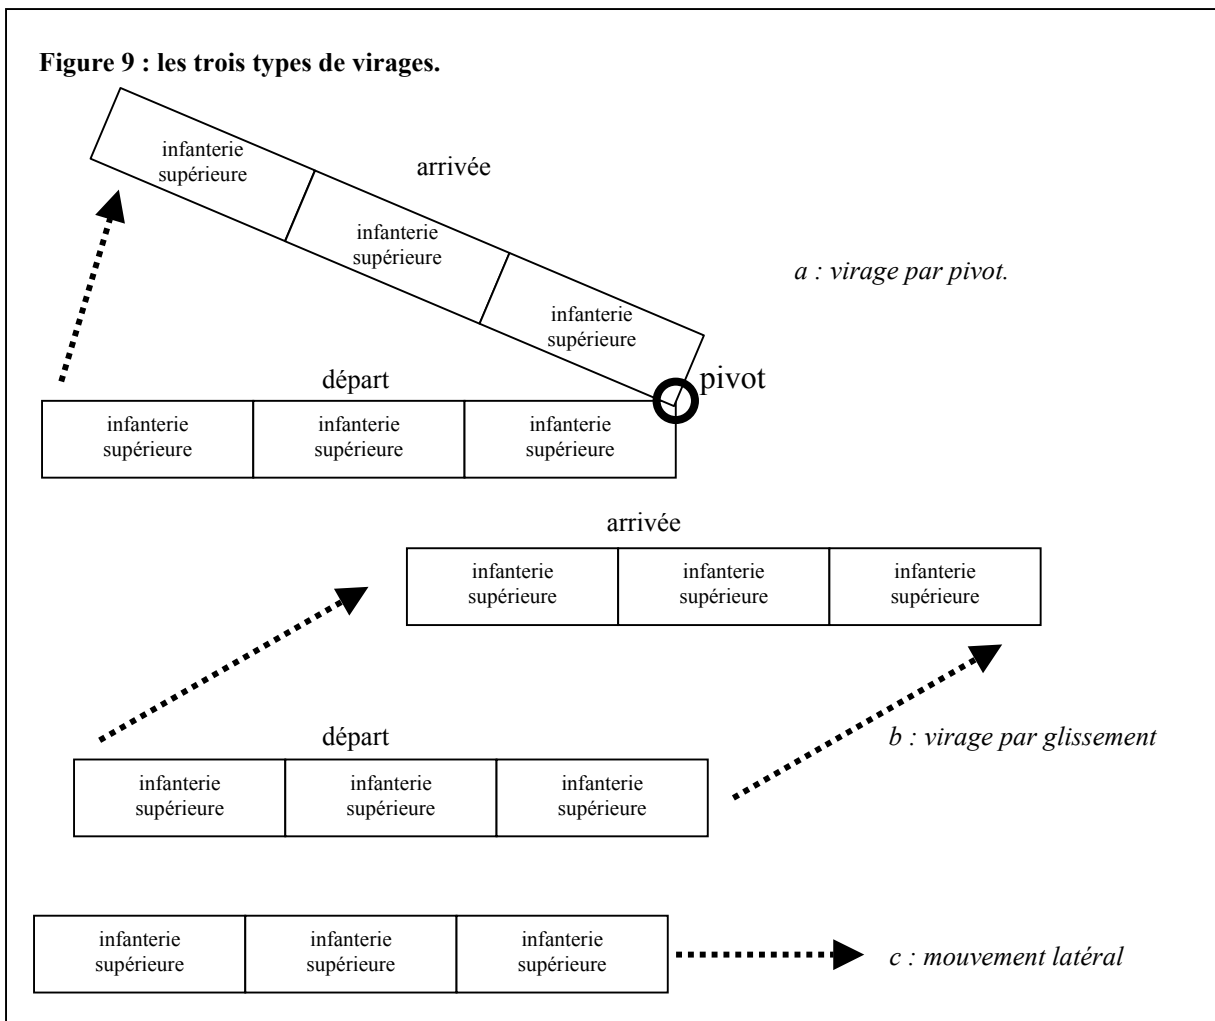 Figure 9 : les trois types de virages.
infanterie
supérieure
arrivée
infanterie
supérieure
a : virage par pivot.
infanterie
supérieure
départ
pivot
infanterie
supérieure
infanterie
supérieure
infanterie
supérieure
arrivée
infanterie
supérieure
infanterie
supérieure
infanterie
supérieure
départ
b : virage par glissement
infanterie
supérieure
infanterie
supérieure
infanterie
supérieure
infanterie
supérieure
infanterie
supérieure
infanterie
supérieure
c : mouvement latéral